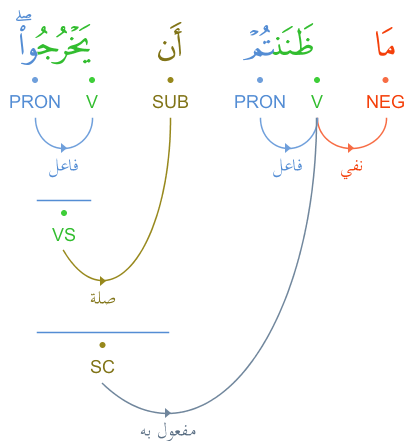 مَا ظَنَنتُمْ أَن يَخْرُجُوا۟ ۖ
NEG V PRON SUB V PRON
نفي فاعل فاعل
VS
صلة
SC
مفعول به